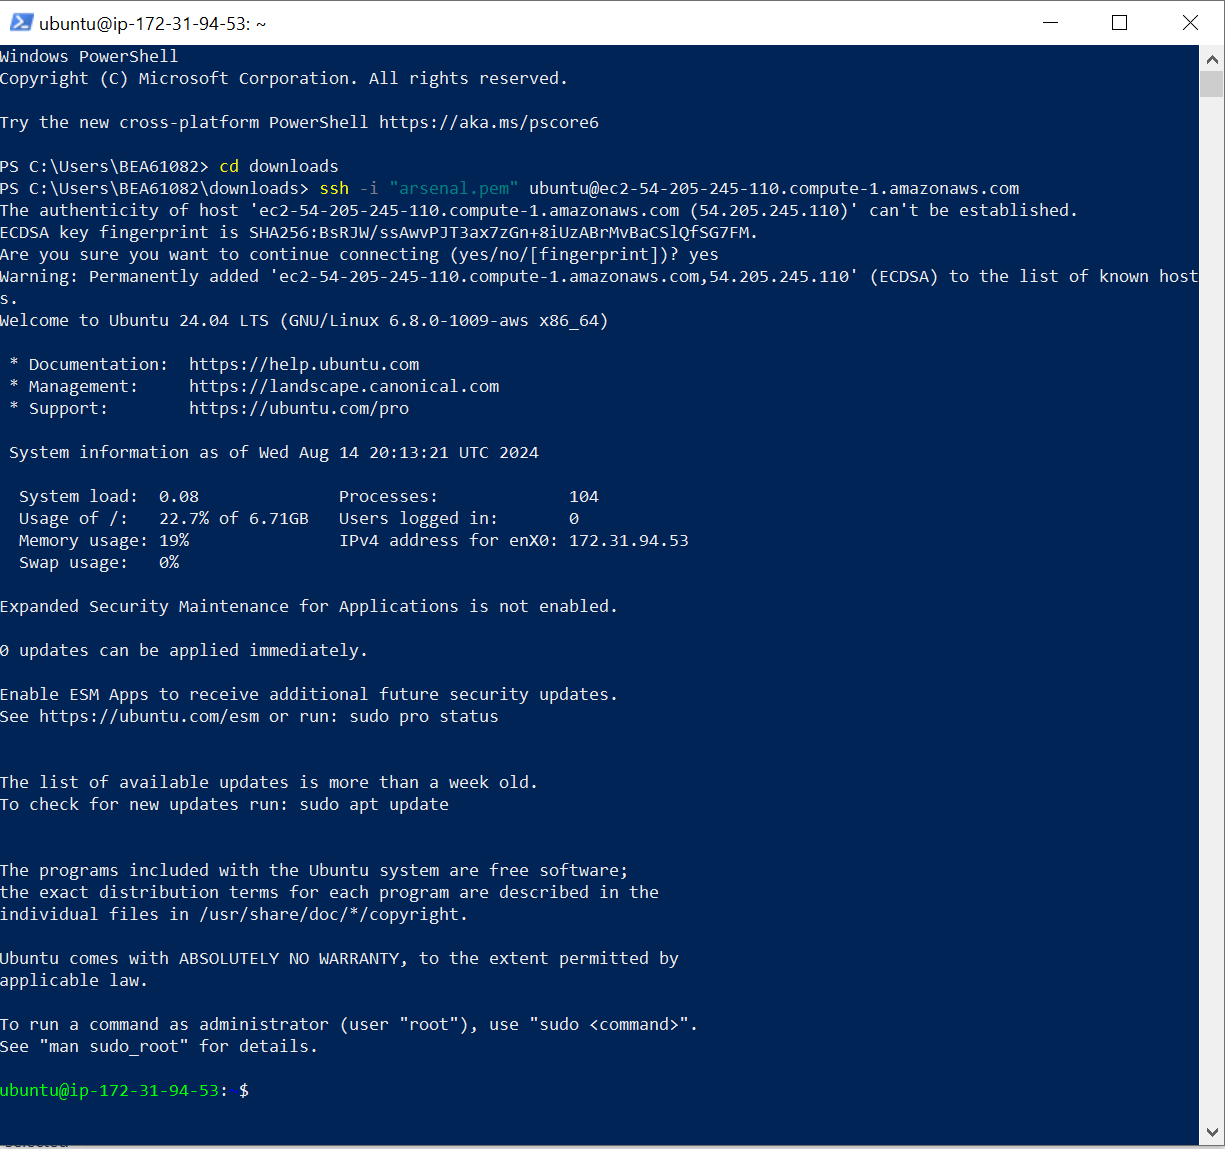 ubuntu@ip-172-31-94-53: ~
Windows PowerShell
Copyright (C) Microsoft Corporation. All rights reserved.
Try the new cross-platform PowerShell https://aka.ms/pscore6
PS C:\Users\BEA61082> cd downloads
PS C:\Users\BEA61082\downloads> ssh -i "arsenal.pem" ubuntu@ec2-54-205-245-110.compute-1.amazonaws.com
The authenticity of host 'ec2-54-205-245-110.compute-1.amazonaws.com (54.205.245.110)' can't be established.
ECDSA key fingerprint is SHA256:BsRJW/ssAwvPJT3ax7zGn+8iUzABrMvBaCSlQfSG7FM.
Are you sure you want to continue connecting (yes/no/[fingerprint])? yes
Warning: Permanently added 'ec2-54-205-245-110.compute-1.amazonaws.com,54.205.245.110' (ECDSA) to the list of known host
s.
Welcome to Ubuntu 24.04 LTS (GNU/Linux 6.8.0-1009-aws x86_64)
* Documentation:  https://help.ubuntu.com
* Management:     https://landscape.canonical.com
* Support:        https://ubuntu.com/pro
System information as of Wed Aug 14 20:13:21 UTC 2024
System load:  0.08              Processes:             104
Usage of /:   22.7% of 6.71GB   Users logged in:       0
Memory usage: 19%               IPv4 address for enX0: 172.31.94.53
Swap usage:   0%
Expanded Security Maintenance for Applications is not enabled.
0 updates can be applied immediately.
Enable ESM Apps to receive additional future security updates.
See https://ubuntu.com/esm or run: sudo pro status
The list of available updates is more than a week old.
To check for new updates run: sudo apt update
The programs included with the Ubuntu system are free software;
the exact distribution terms for each program are described in the
individual files in /usr/share/doc/*/copyright.
Ubuntu comes with ABSOLUTELY NO WARRANTY, to the extent permitted by
applicable law.
To run a command as administrator (user "root"), use "sudo <command>".
See "man sudo_root" for details.
ubuntu@ip-172-31-94-53: $